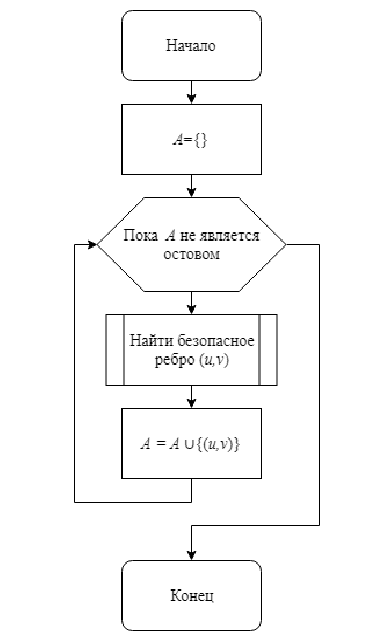 Начало
A={}
Пока A не является
остовом
Найти безопасное
ребро (u,v)
A = A ∪{(u,v)}
Конец